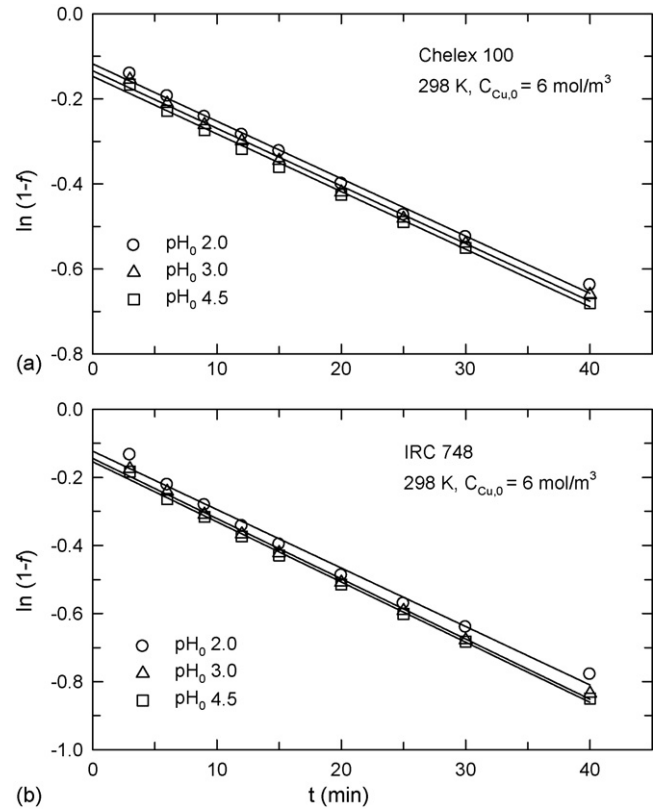 0.0
Chelex 100
298 K, C_Cu,0 = 6 mol/m³
-0.2
ln (1-f)
-0.4
pH₀ 2.0
pH₀ 3.0
-0.6
pH₀ 4.5
-0.8
(a)
0 10 20 30 40
0.0
IRC 748
298 K, C_Cu,0 = 6 mol/m³
-0.2
-0.4
ln (1-f)
-0.6
pH₀ 2.0
pH₀ 3.0
-0.8
pH₀ 4.5
-1.0
0 10 20 30 40
(b)
t (min)